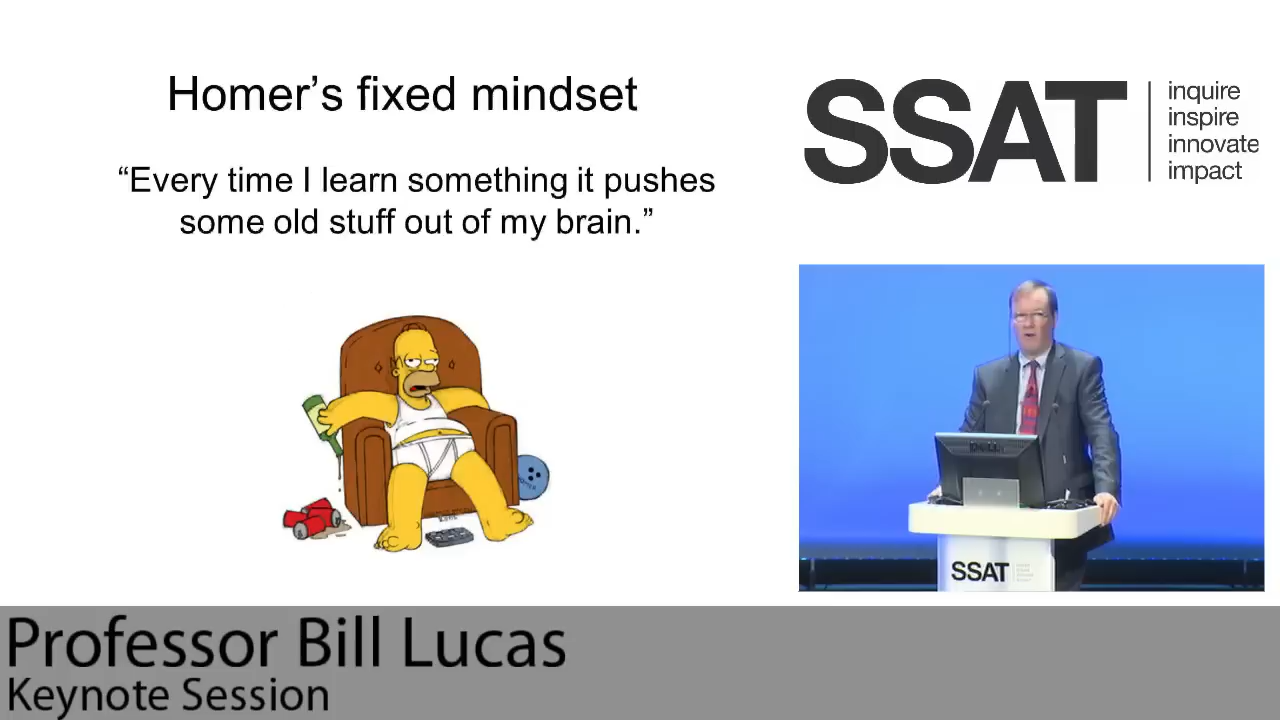 Homer’s fixed mindset
“Every time I learn something it pushes
some old stuff out of my brain.”
SSAT
inquire
inspire
innovate
impact
DELL
SSAT
Professor Bill Lucas
Keynote Session